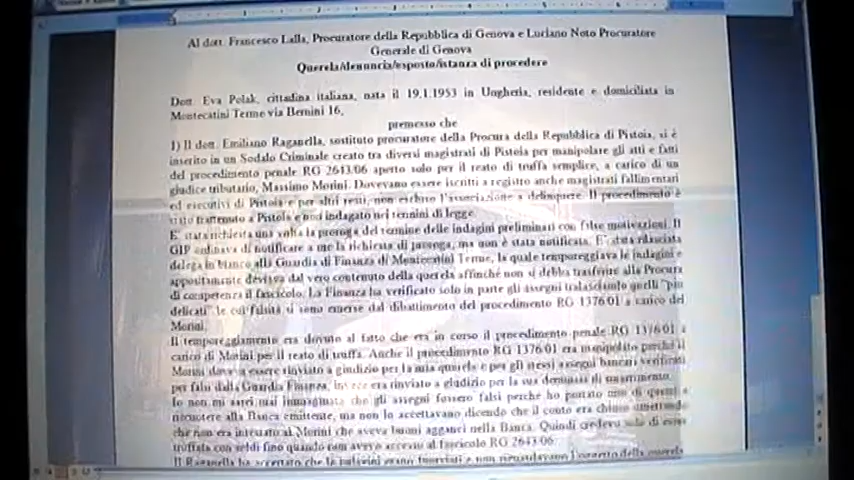 Al dott. Francesco Lalla, Procuratore della Repubblica di Genova e Luciano Noto Procuratore
Generale di Genova
Querela/denuncia/esposto/istanza di procedere
Dott. Eva Polak, cittadina italiana, nata il 19.1.1953 in Ungheria, residente e domiciliata in
Montecatini Terme via Bernini 16,
premesso che
1) Il dott. Emiliano Raganella, sostituto procuratore della Procura della Repubblica di Pistoia, si è
inserito in un Sodalo Criminale creato tra diversi magistrati di Pistoia per manipolare gli atti e fatti
del procedimento penale RG 2643/06 aperto solo per il reato di truffa semplice, a carico di un
giudice tributario, Massimo Morini. Dovevano essere iscritti a registro anche magistrati fallimentari
ed esecutivi di Pistoia e per altri reati, non escluso l'associazione a delinquere. Il procedimento è
stato trattenuto a Pistoia e non indagato nei termini di legge.
E' stata richiesta una volta la proroga del termine delle indagini preliminari con false motivazioni. Il
GIP ordinava di notificare a me la richiesta di proroga, ma non è stata notificata. E' stata rilasciata
delega in bianco alla Guardia di Finanza di Montecatini Terme, la quale temporeggiava le indagini e
appositamente deviava dal vero contenuto della querela affinché non si debba trasferire alla Procura
di competenza il fascicolo. La Finanza ha verificato solo in parte gli assegni tralasciando quelli "più
delicati" le cui falsità si sono emerse dal dibattimento del procedimento RG 1376/01 a carico del
Morini.
Il temporeggiamento era dovuto al fatto che era in corso il procedimento penale RG 1376/01 a
carico di Morini per il reato di truffa. Anche il procedimento RG 1376/01 era manipolato perché il
Morini doveva essere rinviato a giudizio per la mia querela e per gli stessi assegni bancari verificati
per falsi dalla Guardia Finanza, invece era rinviato a giudizio per la sua denuncia di smarrimento.
Io non mi sarei mai immaginata che gli assegni fossero falsi perché ho portato uno di questi a
riscuotere alla Banca emittente, ma non lo accettavano dicendo che il conto era chiuso omettendo
che non era intestato al Morini che aveva buoni agganci nella Banca. Quindi credevo solo di esser
truffata con soldi fino quando non avevo accesso al fascicolo RG 2643/06.
Il Raganella ha accertato che le